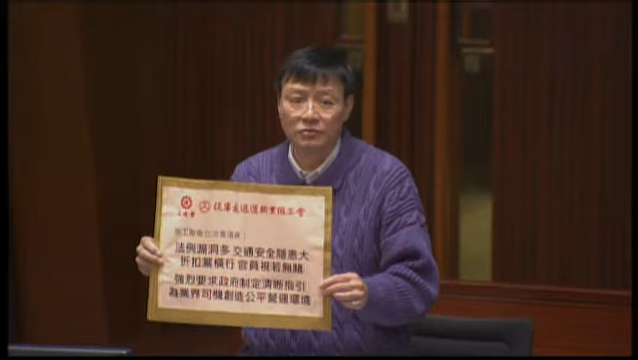 工聯會 汽車交通運輸業總工會
法例漏洞多 交通安全隱患大
折扣黨橫行 官員視若無睹
強烈要求政府制定清晰指引
為業界司機創造公平營運環境